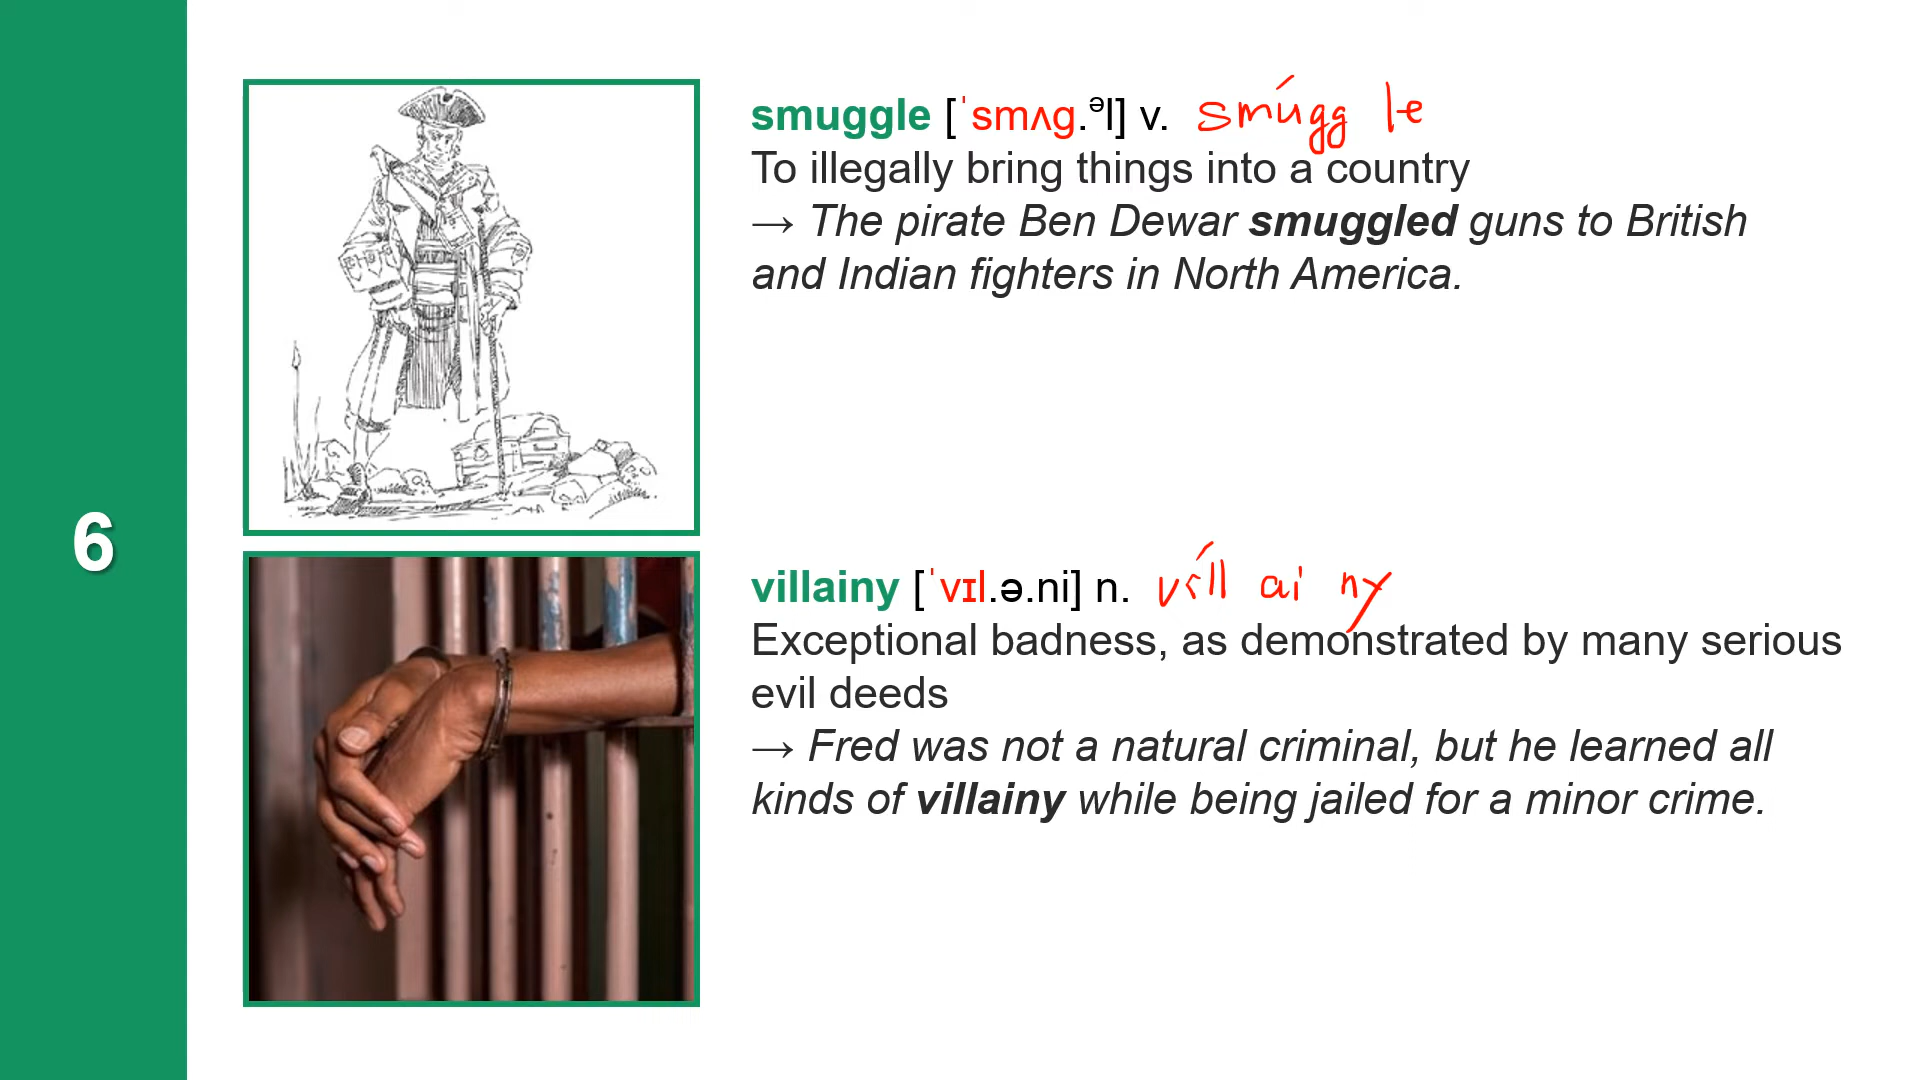 6
smuggle [ˈsmʌg.ᵊl] v. smúgg le
To illegally bring things into a country
→ The pirate Ben Dewar smuggled guns to British
and Indian fighters in North America.
villainy [ˈvɪl.ə.ni] n. víll ai ny
Exceptional badness, as demonstrated by many serious
evil deeds
→ Fred was not a natural criminal, but he learned all
kinds of villainy while being jailed for a minor crime.